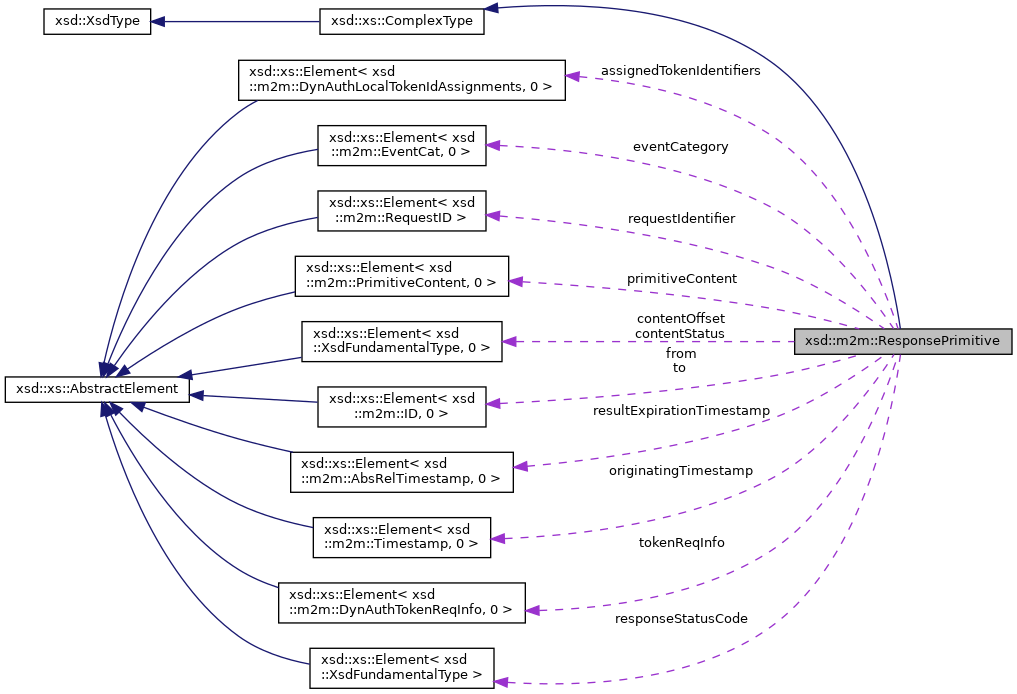 xsd::XsdType
xsd::xs::ComplexType
xsd::xs::Element< xsd
::m2m::DynAuthLocalTokenIdAssignments, 0 >
assignedTokenIdentifiers
xsd::xs::Element< xsd
::m2m::EventCat, 0 >
eventCategory
xsd::xs::Element< xsd
::m2m::RequestID >
requestIdentifier
xsd::xs::Element< xsd
::m2m::PrimitiveContent, 0 >
primitiveContent
xsd::xs::Element< xsd
::XsdFundamentalType, 0 >
contentOffset
contentStatus
xsd::m2m::ResponsePrimitive
from
to
xsd::xs::AbstractElement
xsd::xs::Element< xsd
::m2m::ID, 0 >
resultExpirationTimestamp
xsd::xs::Element< xsd
::m2m::AbsRelTimestamp, 0 >
originatingTimestamp
xsd::xs::Element< xsd
::m2m::Timestamp, 0 >
tokenReqInfo
xsd::xs::Element< xsd
::m2m::DynAuthTokenReqInfo, 0 >
responseStatusCode
xsd::xs::Element< xsd
::XsdFundamentalType >